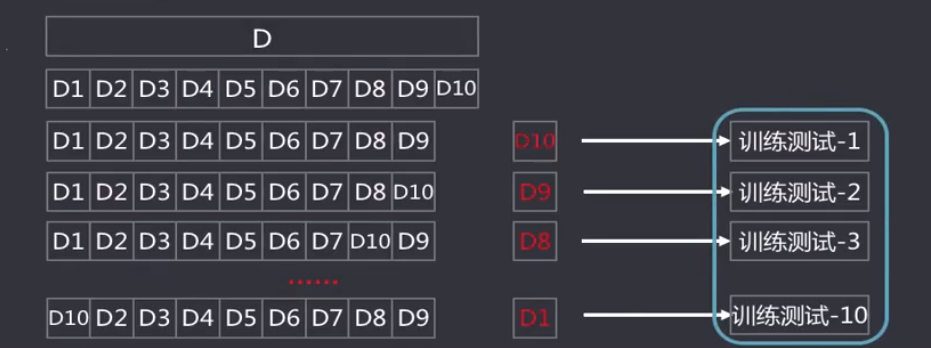 D
D1 D2 D3 D4 D5 D6 D7 D8 D9 D10
D1 D2 D3 D4 D5 D6 D7 D8 D9 D10 训练测试-1
D1 D2 D3 D4 D5 D6 D7 D8 D10 D9 训练测试-2
D1 D2 D3 D4 D5 D6 D7 D10 D9 D8 训练测试-3
......
D10 D2 D3 D4 D5 D6 D7 D8 D9 D1 训练测试-10